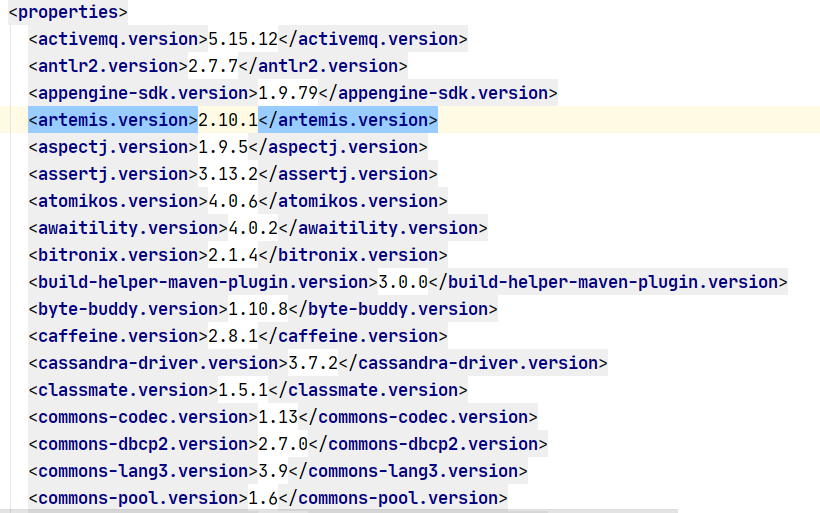 <properties>
<activemq.version>5.15.12</activemq.version>
<antlr2.version>2.7.7</antlr2.version>
<appengine-sdk.version>1.9.79</appengine-sdk.version>
<artemis.version>2.10.1</artemis.version>
<aspectj.version>1.9.5</aspectj.version>
<assertj.version>3.13.2</assertj.version>
<atomikos.version>4.0.6</atomikos.version>
<awaitility.version>4.0.2</awaitility.version>
<bitronix.version>2.1.4</bitronix.version>
<build-helper-maven-plugin.version>3.0.0</build-helper-maven-plugin.version>
<byte-buddy.version>1.10.8</byte-buddy.version>
<caffeine.version>2.8.1</caffeine.version>
<cassandra-driver.version>3.7.2</cassandra-driver.version>
<classmate.version>1.5.1</classmate.version>
<commons-codec.version>1.13</commons-codec.version>
<commons-dbcp2.version>2.7.0</commons-dbcp2.version>
<commons-lang3.version>3.9</commons-lang3.version>
<commons-pool.version>1.6</commons-pool.version>